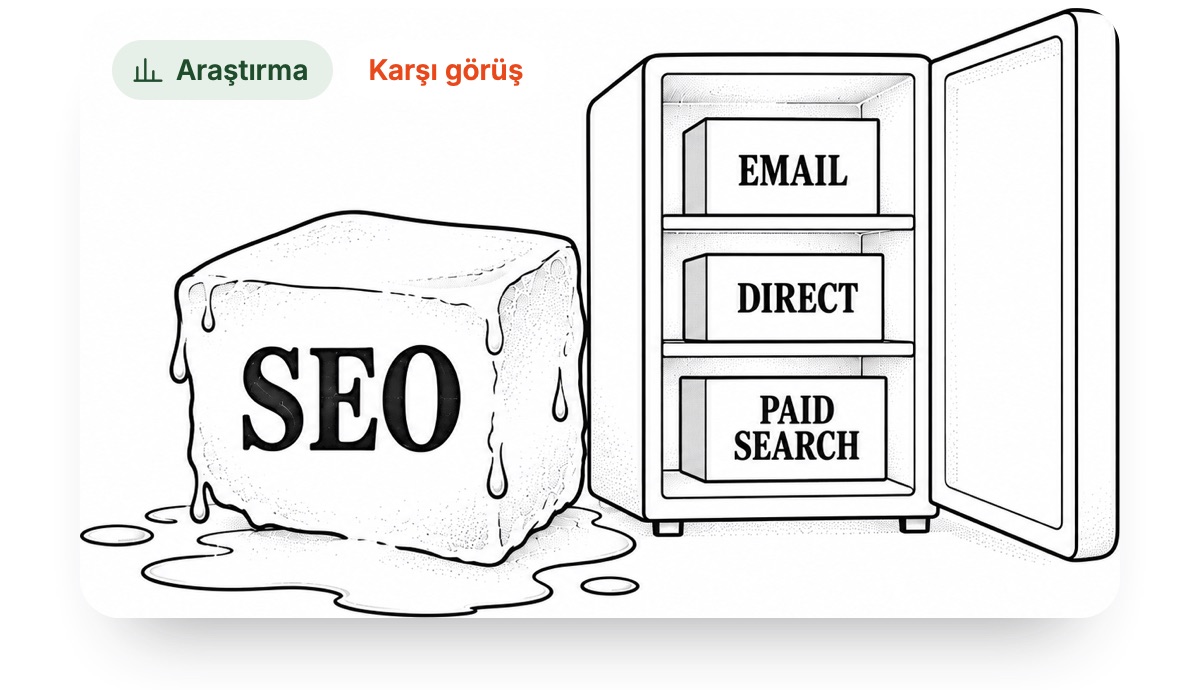 Araştırma
Karşı görüş
EMAIL
DIRECT
PAID
SEARCH
SEO